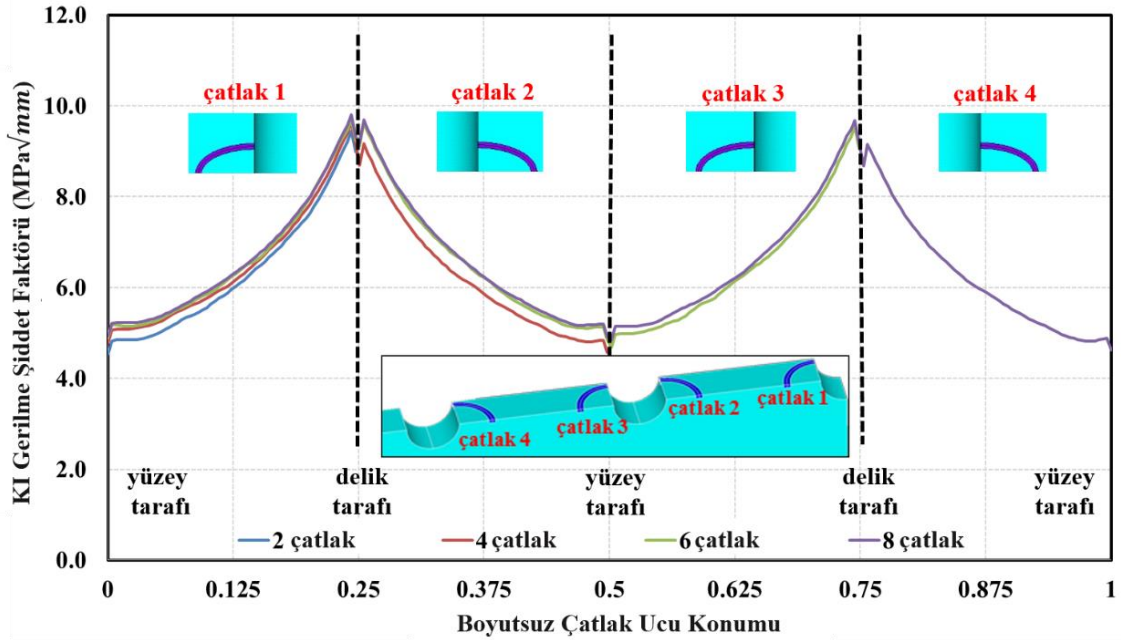 12.0
10.0
8.0
6.0
4.0
2.0
0.0
KI Gerilme Şiddet Faktörü (MPa√mm)
çatlak 1
çatlak 2
çatlak 3
çatlak 4
çatlak 4
çatlak 3
çatlak 2
çatlak 1
yüzey
tarafı
delik
tarafı
yüzey
tarafı
delik
tarafı
yüzey
tarafı
2 çatlak
4 çatlak
6 çatlak
8 çatlak
0 0.125 0.25 0.375 0.5 0.625 0.75 0.875 1
Boyutsuz Çatlak Ucu Konumu